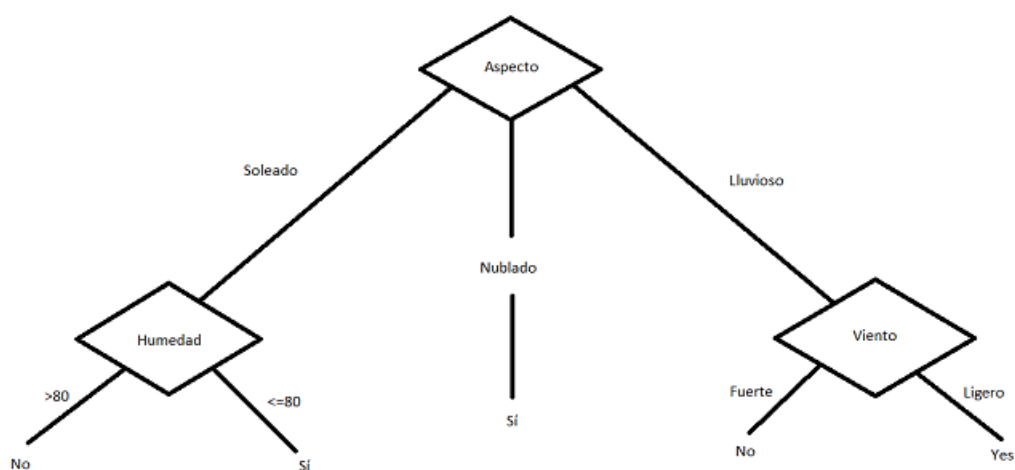 Aspecto
Soleado
Lluvioso
Nublado
Humedad
Viento
>80
<=80
Fuerte
Ligero
No
Sí
Sí
No
Yes